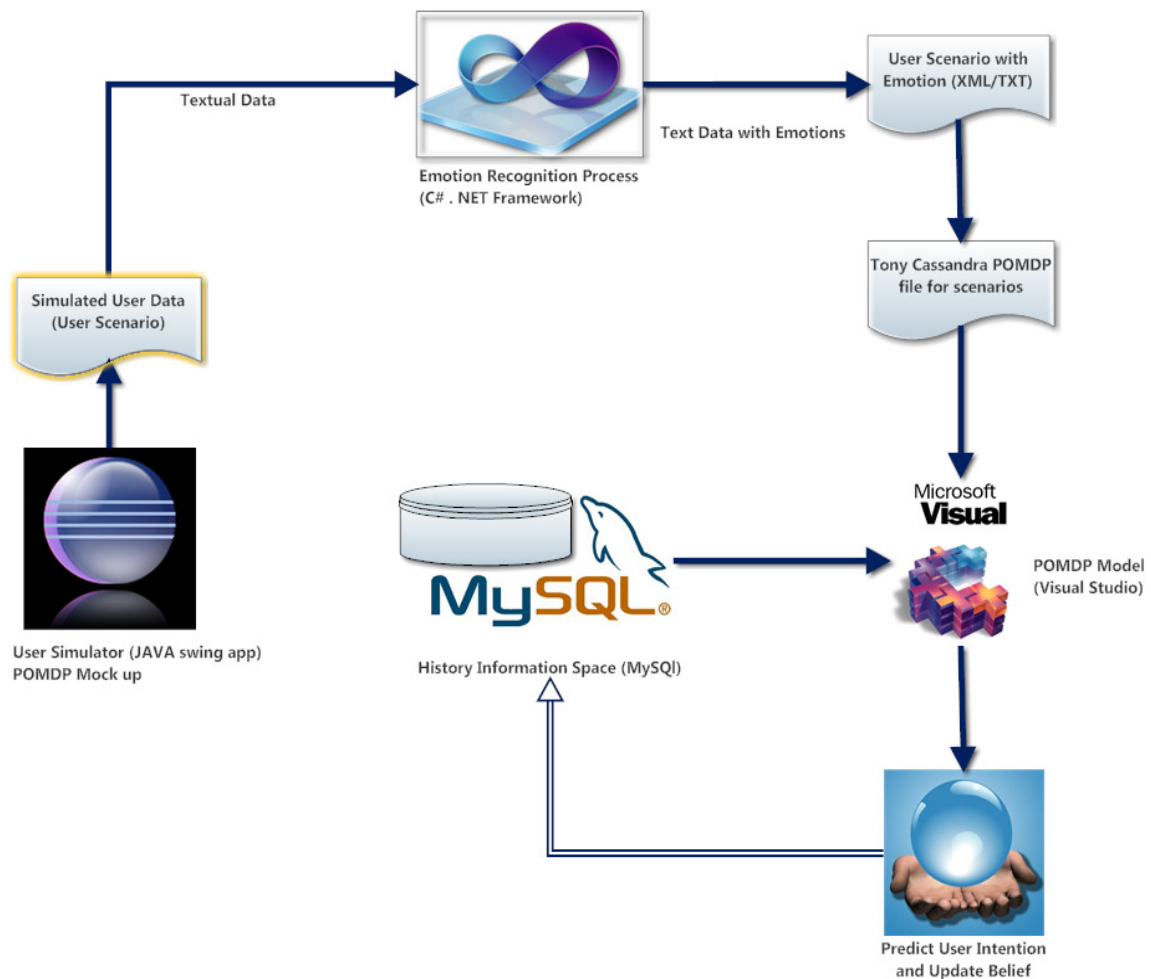 Textual Data
Emotion Recognition Process
(C# . NET Framework)
Text Data with Emotions
User Scenario with
Emotion (XML/TXT)
Tony Cassandra POMDP
file for scenarios
Simulated User Data
(User Scenario)
User Simulator (JAVA swing app)
POMDP Mock up
MySQL®
History Information Space (MySQl)
Microsoft
Visual
POMDP Model
(Visual Studio)
Predict User Intention
and Update Belief